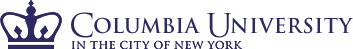 COLUMBIA UNIVERSITY
IN THE CITY OF NEW YORK